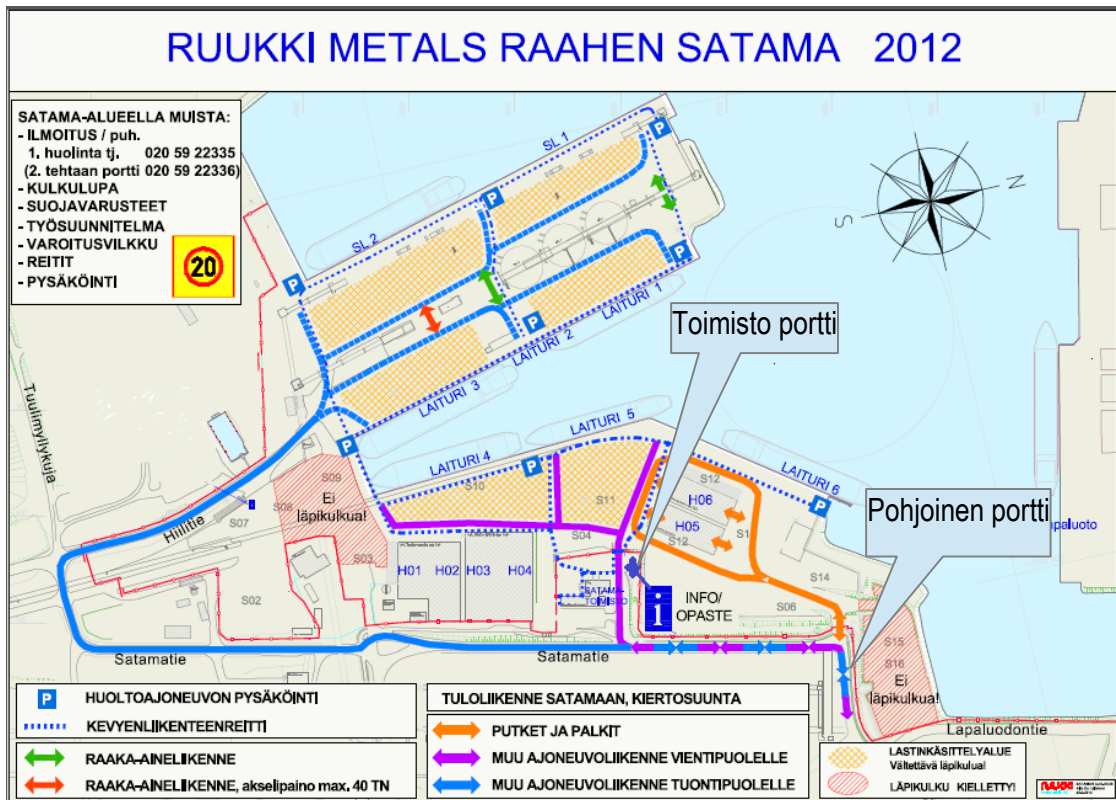 RUUKKI METALS RAAHEN SATAMA 2012
SATAMA-ALUEELLA MUISTA:
- ILMOITUS / puh.
1. huolinta tj. 020 59 22335
(2. tehtaan portti 020 59 22336)
- KULKULUPA
- SUOJAVARUSTEET
- TYÖSUUNNITELMA
- VAROITUSVILKKU
- REITIT
- PYSÄKÖINTI
20
SL 1
P
N
S
P
SL 2
P
P
LAITURI 1
P
LAITURI 2
LAITURI 3
Toimisto portti
Tuulimyllykuja
P
LAITURI 5
LAITURI 4
P
LAITURI 6
P
S09
Ei
läpikulkua!
S08
S07
S03
S02
Hiilitie
S10
S11
S12
H06
H05
S12
S1
S04
H01 H02 H03 H04
SATAMA-
TOIMISTO
i
INFO/
OPASTE
S14
S06
Pohjoinen portti
apaluoto
S15
S16
Ei
läpikulkua!
Satamatie
Satamatie
Lapaluodontie
P HUOLTOAJONEUVON PYSÄKÖINTI
KEVYENLIIKENTEENREITTI
RAAKA-AINELIIKENNE
RAAKA-AINELIIKENNE, akselipaino max. 40 TN
TULOLIIKENNE SATAMAAN, KIERTOSUUNTA
PUTKET JA PALKIT
MUU AJONEUVOLIIKENNE VIENTIPUOLELLE
MUU AJONEUVOLIIKENNE TUONTIPUOLELLE
LASTINKÄSITTELYALUE
Vältettävä läpikulua!
LÄPIKULKU KIELLETTY!
RUUKKI